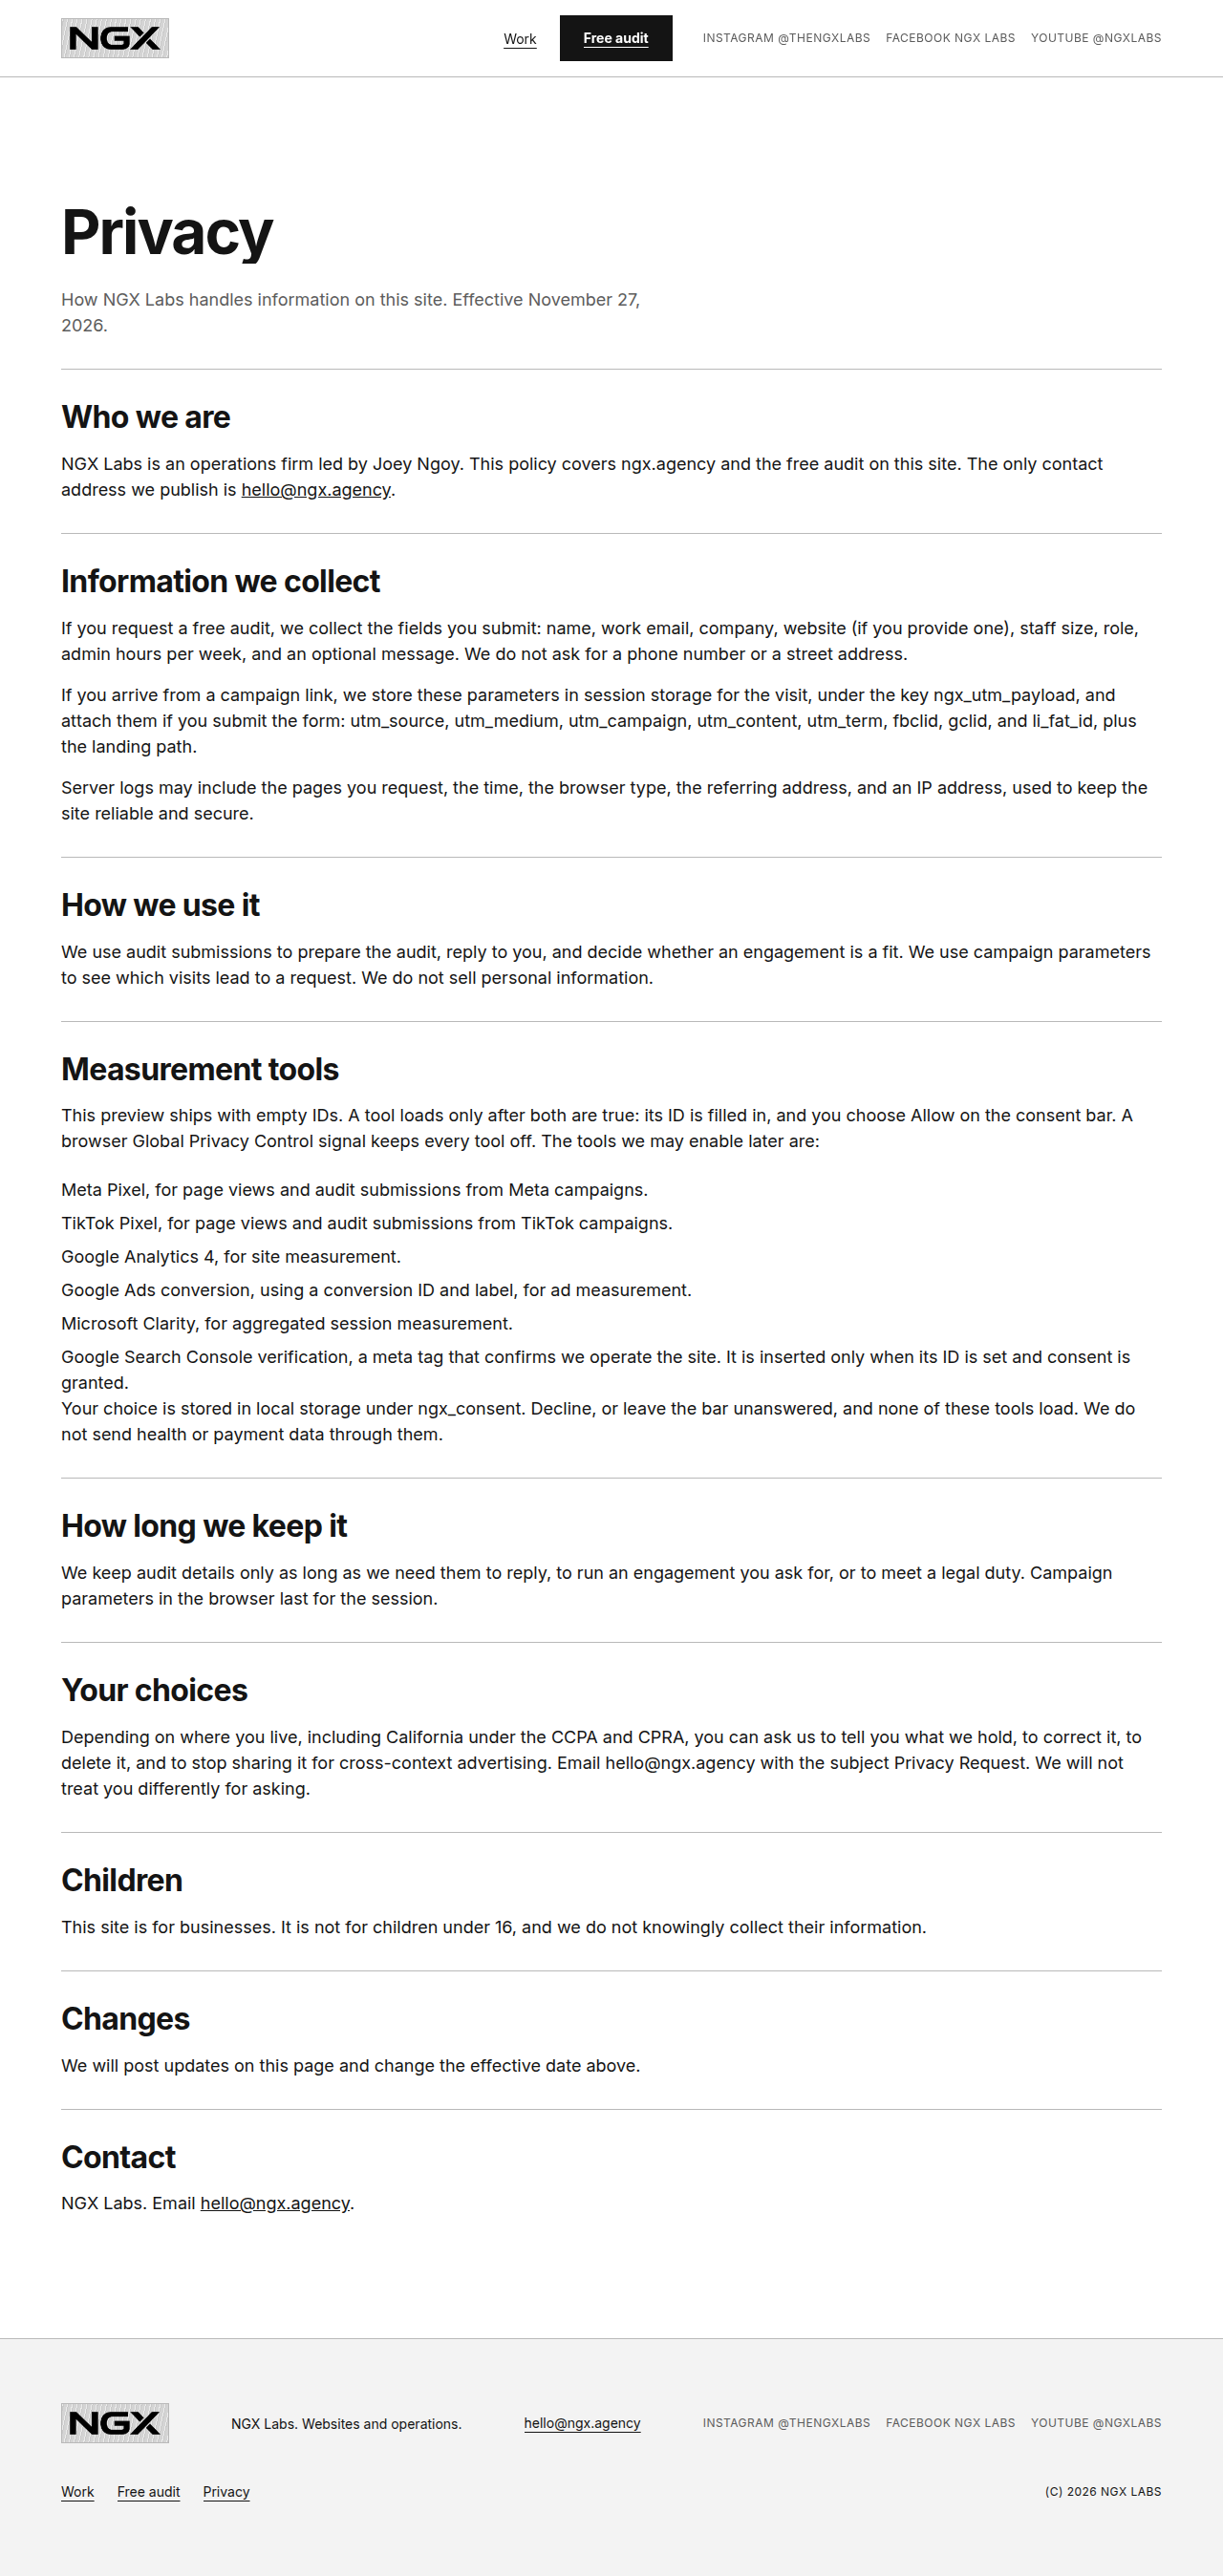 NGX
Work
Free audit
INSTAGRAM @THENGXLABS
FACEBOOK NGX LABS
YOUTUBE @NGXLABS
Privacy
How NGX Labs handles information on this site. Effective November 27,
2026.
Who we are
NGX Labs is an operations firm led by Joey Ngoy. This policy covers ngx.agency and the free audit on this site. The only contact
address we publish is hello@ngx.agency.
Information we collect
If you request a free audit, we collect the fields you submit: name, work email, company, website (if you provide one), staff size, role,
admin hours per week, and an optional message. We do not ask for a phone number or a street address.
If you arrive from a campaign link, we store these parameters in session storage for the visit, under the key ngx_utm_payload, and
attach them if you submit the form: utm_source, utm_medium, utm_campaign, utm_content, utm_term, fbclid, gclid, and li_fat_id, plus
the landing path.
Server logs may include the pages you request, the time, the browser type, the referring address, and an IP address, used to keep the
site reliable and secure.
How we use it
We use audit submissions to prepare the audit, reply to you, and decide whether an engagement is a fit. We use campaign parameters
to see which visits lead to a request. We do not sell personal information.
Measurement tools
This preview ships with empty IDs. A tool loads only after both are true: its ID is filled in, and you choose Allow on the consent bar. A
browser Global Privacy Control signal keeps every tool off. The tools we may enable later are:
Meta Pixel, for page views and audit submissions from Meta campaigns.
TikTok Pixel, for page views and audit submissions from TikTok campaigns.
Google Analytics 4, for site measurement.
Google Ads conversion, using a conversion ID and label, for ad measurement.
Microsoft Clarity, for aggregated session measurement.
Google Search Console verification, a meta tag that confirms we operate the site. It is inserted only when its ID is set and consent is
granted.
Your choice is stored in local storage under ngx_consent. Decline, or leave the bar unanswered, and none of these tools load. We do
not send health or payment data through them.
How long we keep it
We keep audit details only as long as we need them to reply, to run an engagement you ask for, or to meet a legal duty. Campaign
parameters in the browser last for the session.
Your choices
Depending on where you live, including California under the CCPA and CPRA, you can ask us to tell you what we hold, to correct it, to
delete it, and to stop sharing it for cross-context advertising. Email hello@ngx.agency with the subject Privacy Request. We will not
treat you differently for asking.
Children
This site is for businesses. It is not for children under 16, and we do not knowingly collect their information.
Changes
We will post updates on this page and change the effective date above.
Contact
NGX Labs. Email hello@ngx.agency.
NGX
NGX Labs. Websites and operations.
hello@ngx.agency
INSTAGRAM @THENGXLABS
FACEBOOK NGX LABS
YOUTUBE @NGXLABS
Work
Free audit
Privacy
(C) 2026 NGX LABS